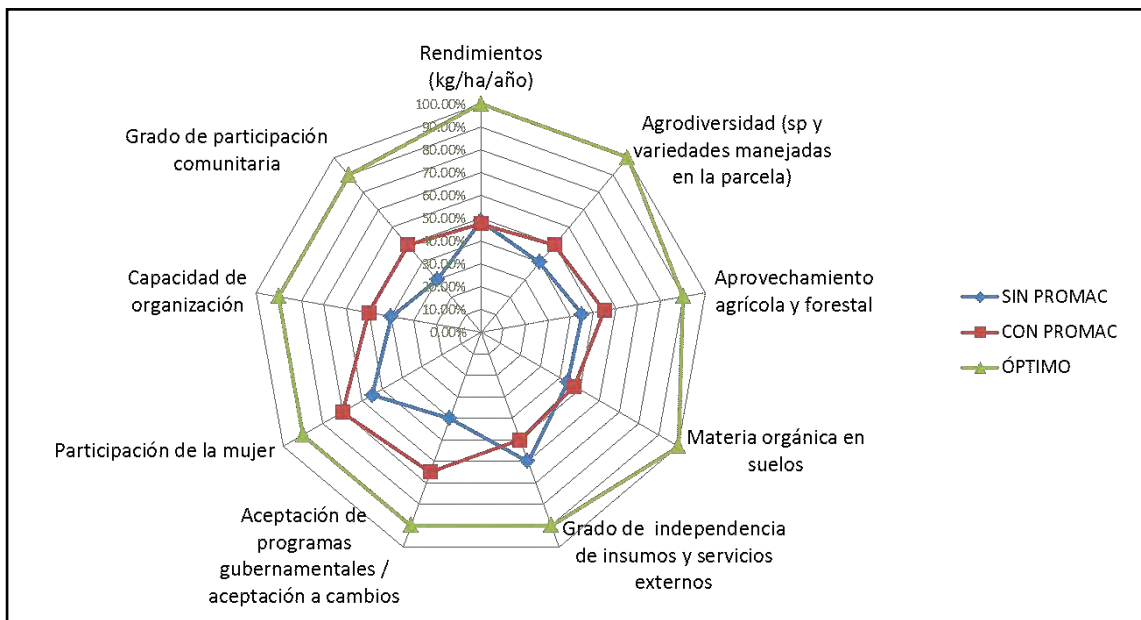 Rendimientos
(kg/ha/año)
100.00%
90.00%
80.00%
70.00%
60.00%
50.00%
40.00%
30.00%
20.00%
10.00%
0.00%
Agrodiversidad (sp y
variedades manejadas
en la parcela)
Aprovechamiento
agrícola y forestal
Materia orgánica en
suelos
Grado de independencia
de insumos y servicios
externos
Aceptación de
programas
gubernamentales /
aceptación a cambios
Participación de la mujer
Capacidad de
organización
Grado de participación
comunitaria
SIN PROMAC
CON PROMAC
ÓPTIMO